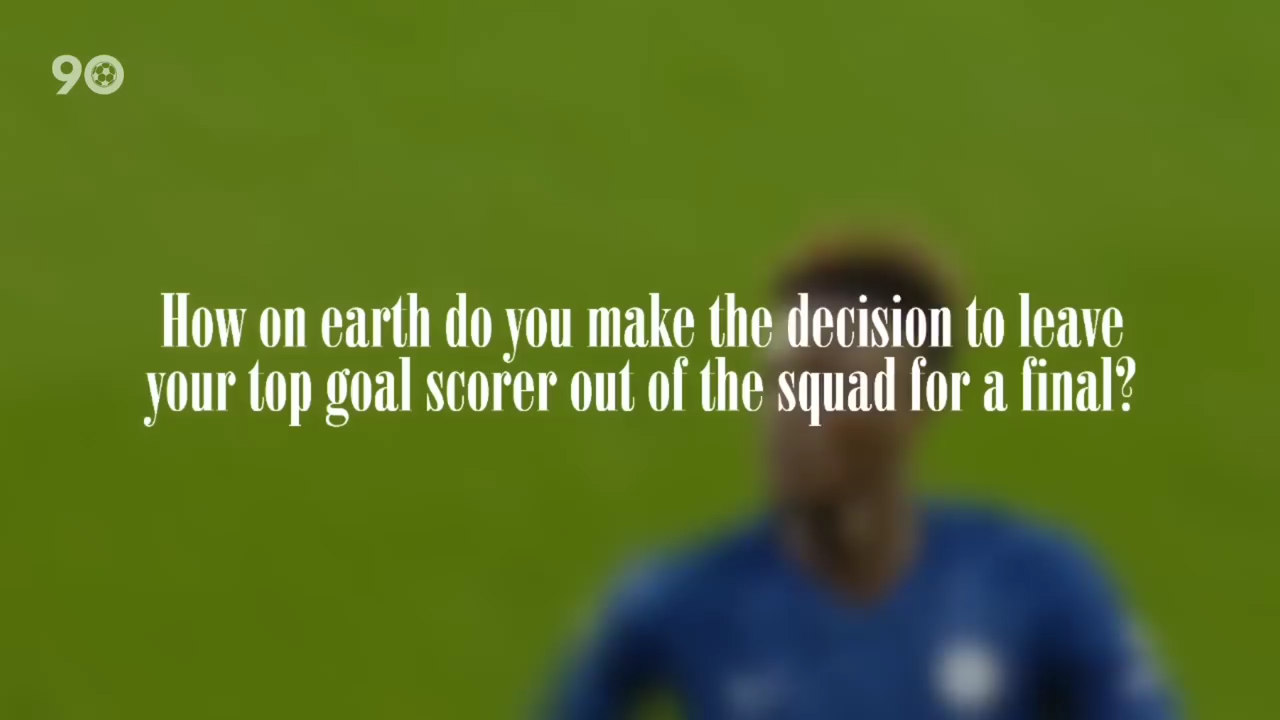 90
How on earth do you make the decision to leave
your top goal scorer out of the squad for a final?